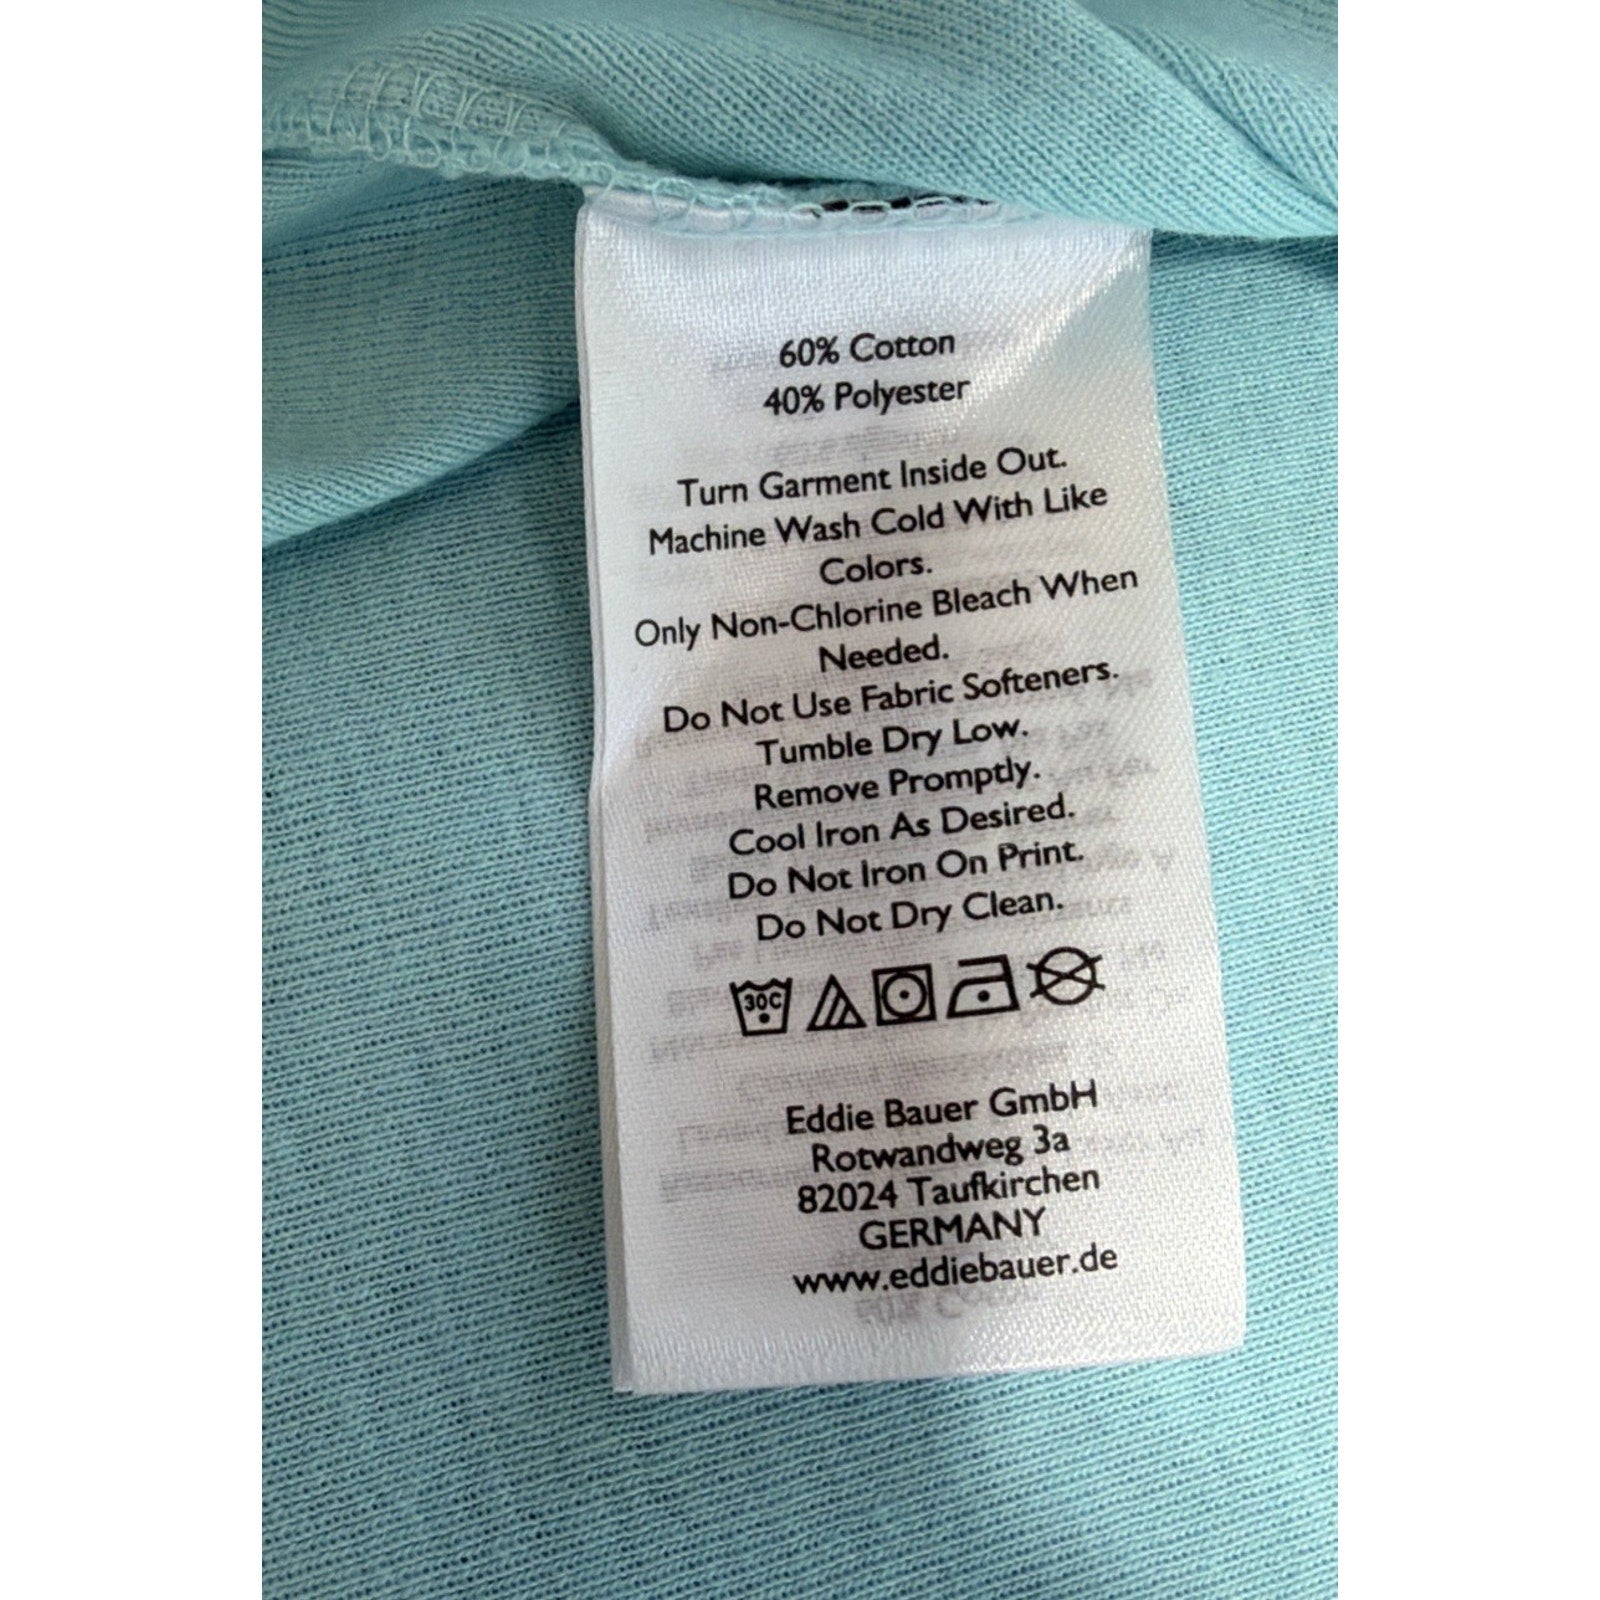 60% Cotton
40% Polyester
Turn Garment Inside Out.
Machine Wash Cold With Like
Colors.
Only Non-Chlorine Bleach When
Needed.
Do Not Use Fabric Softeners.
Tumble Dry Low.
Remove Promptly.
Cool Iron As Desired.
Do Not Iron On Print.
Do Not Dry Clean.
30C
Eddie Bauer GmbH
Rotwandweg 3a
82024 Taufkirchen
GERMANY
www.eddiebauer.de